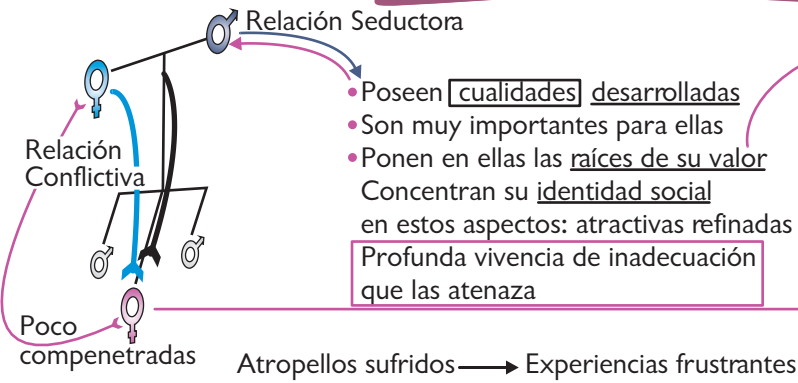 Relación Seductora
• Poseen cualidades desarrolladas
• Son muy importantes para ellas
• Ponen en ellas las raíces de su valor
Concentran su identidad social
en estos aspectos: atractivas refinadas
Profunda vivencia de inadecuación
que las atenaza
Relación
Conflictiva
Poco
compenetradas
Atropellos sufridos → Experiencias frustrantes